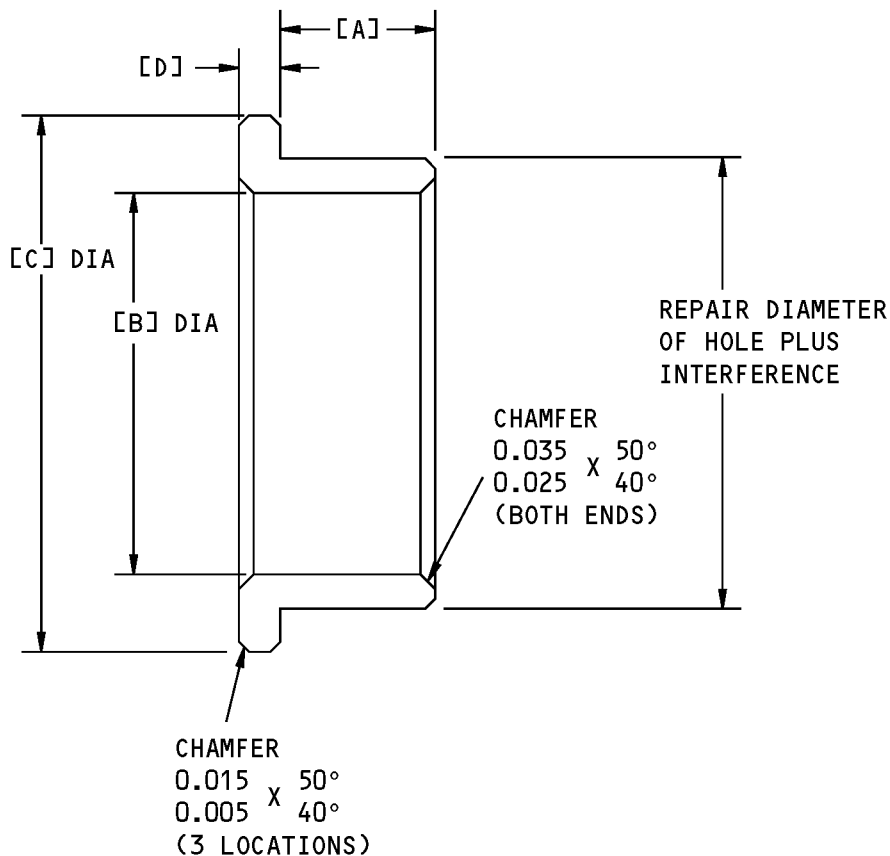 [A]
[D]
[C] DIA
[B] DIA
REPAIR DIAMETER
OF HOLE PLUS
INTERFERENCE
CHAMFER
0.035 X 50°
0.025 40°
(BOTH ENDS)
CHAMFER
0.015 X 50°
0.005 40°
(3 LOCATIONS)